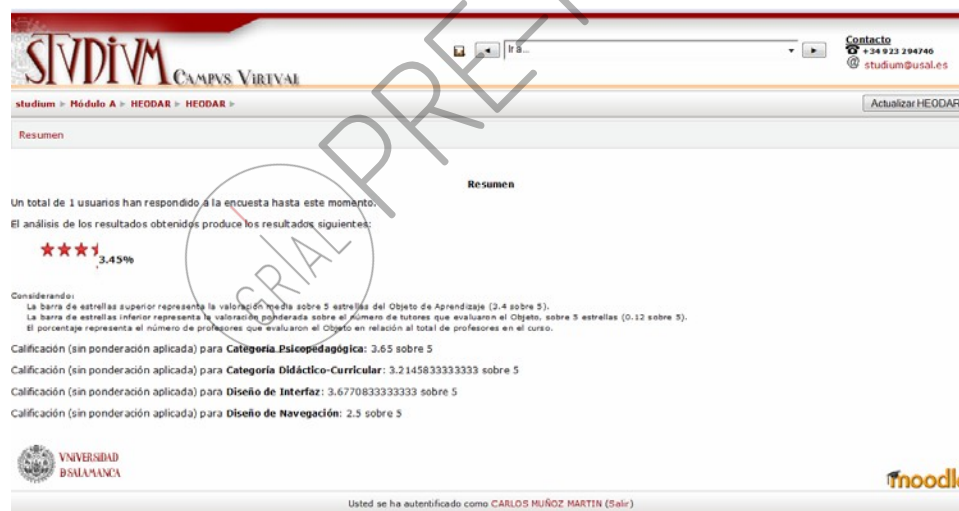 STVDIVM CAMPVS VIRTVAL
Ir a...
Contacto
+34 923 294746
@ studium@usal.es
studium ► Módulo A ► HEODAR ► HEODAR ►
Actualizar HEODAR
Resumen
Resumen
Un total de 1 usuarios han respondido a la encuesta hasta este momento.
El análisis de los resultados obtenidos produce los resultados siguientes:
3.45%
Considerando:
La barra de estrellas superior representa la valoración media sobre 5 estrellas del Objeto de Aprendizaje (3.4 sobre 5).
La barra de estrellas inferior representa la valoración ponderada sobre el número de tutores que evaluaron el Objeto, sobre 5 estrellas (0.12 sobre 5).
El porcentaje representa el número de profesores que evaluaron el Objeto en relación al total de profesores en el curso.
Calificación (sin ponderación aplicada) para Categoría Psicopedagógica: 3.65 sobre 5
Calificación (sin ponderación aplicada) para Categoría Didáctico-Curricular: 3.2145833333333 sobre 5
Calificación (sin ponderación aplicada) para Diseño de Interfaz: 3.6770833333333 sobre 5
Calificación (sin ponderación aplicada) para Diseño de Navegación: 2.5 sobre 5
GRIAL
PRE
VNIVERSIDAD
D SALAMANCA
moodle
Usted se ha autentificado como CARLOS MUÑOZ MARTIN (Salir)